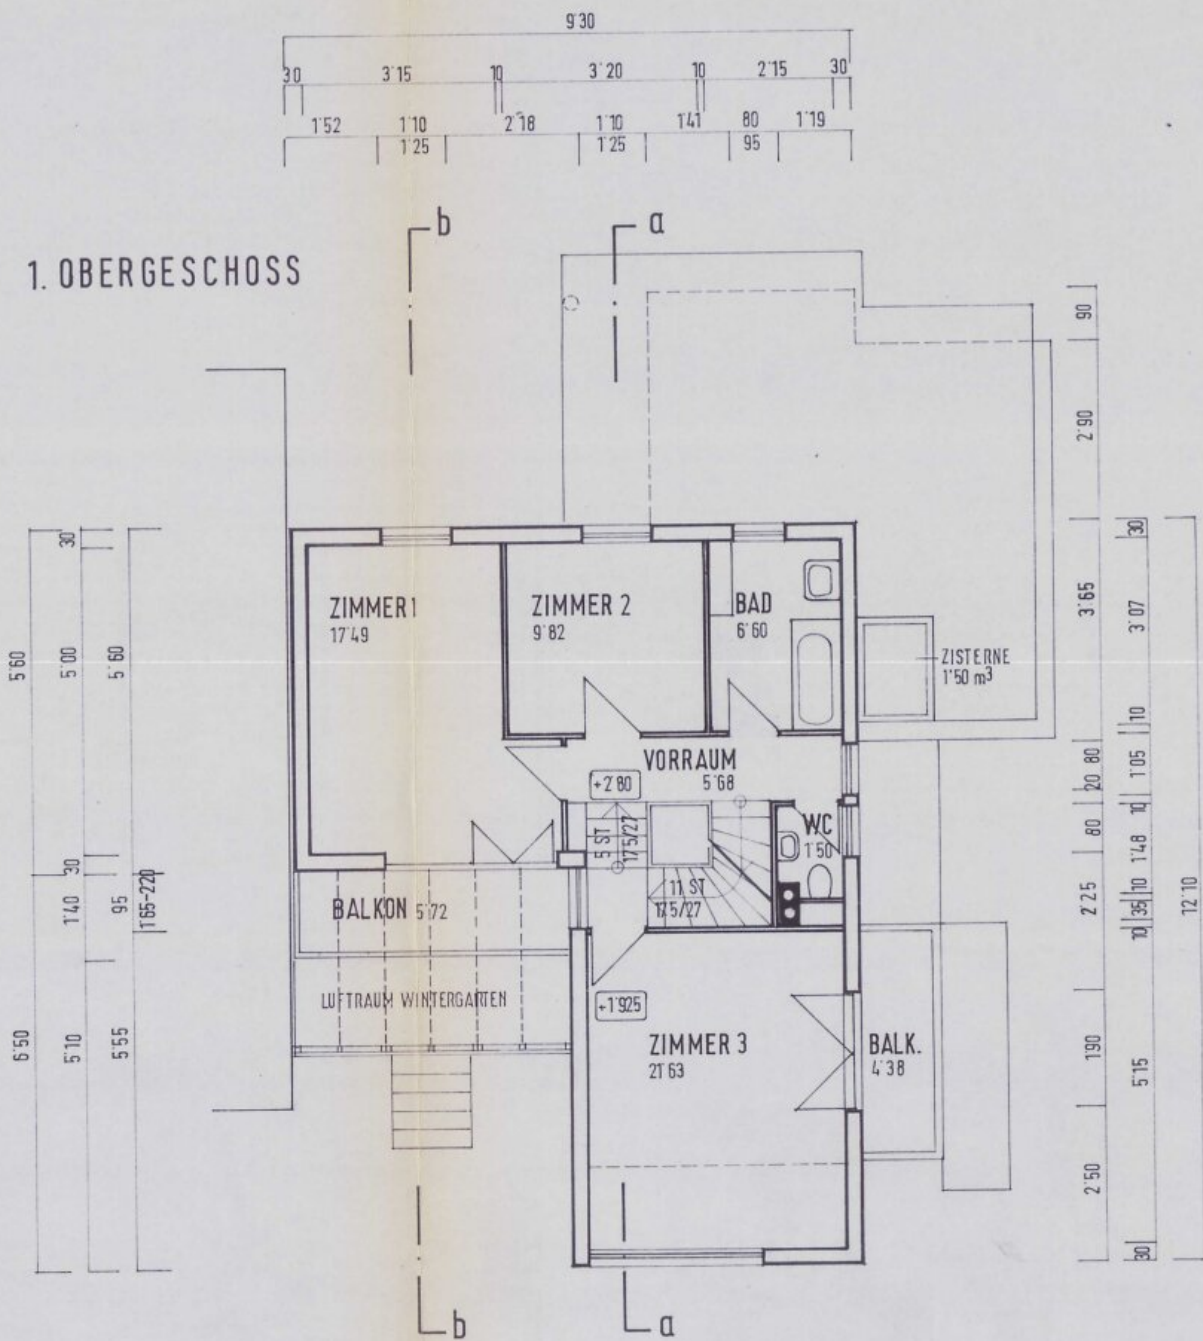 9'30
30 3'15 10 3'20 10 2'15 30
1'52 1'10 2'18 1'10 1'41 80 1'19
1'25 1'25 95
b a
1. OBERGESCHOSS
90
2'90
30 30
ZIMMER 1
17'49
ZIMMER 2
9'82
BAD
6'60
3'65
3'07
5'60
5'00
5'60
ZISTERNE
1'50 m³
10
VORRAUM
5'68
+2'80
80
20
1'05
5 ST
17'5/27
WC
1'50
80
10
1'48
30
11 ST
17'5/27
10
35
10
2'25
12'10
BALKON 5'72
1'40
95
1'65-2'20
LUFTRAUM WINTERGARTEN
+1'925
ZIMMER 3
21'63
BALK.
4'38
6'50
5'10
5'55
1'90
5'15
2'50
30
b a